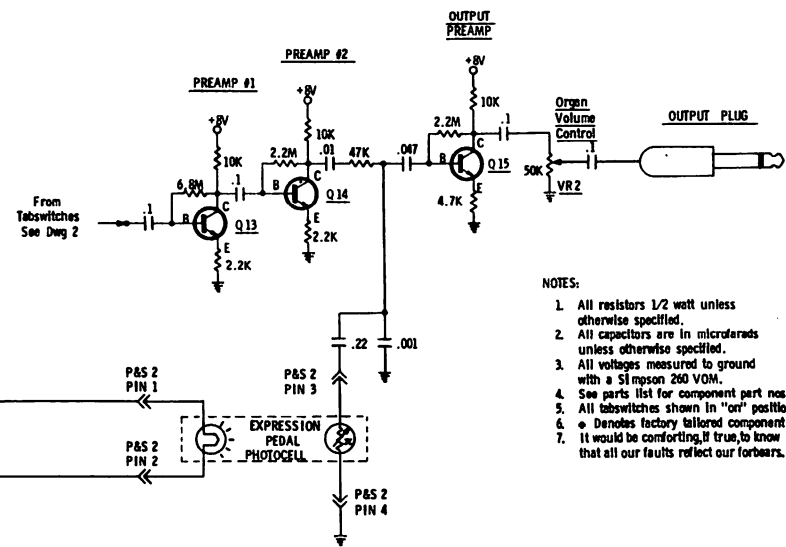 OUTPUT
PREAMP
PREAMP #2
PREAMP #1
+8V
+8V
+8V
10K
10K
10K
2.2M
2.2M
6.8M
.1
Organ
Volume
Control
OUTPUT PLUG
.01
47K
.047
C
B
Q 15
E
50K
VR2
.1
4.7K
From
Tabswitches
See Dwg 2
.1
.1
C
B
Q 13
E
2.2K
C
B
Q 14
E
2.2K
.22
.001
P&S 2
PIN 1
P&S 2
PIN 3
EXPRESSION
PEDAL
PHOTOCELL
P&S 2
PIN 2
P&S 2
PIN 4
NOTES:
1. All resistors 1/2 watt unless
otherwise specified.
2. All capacitors are in microfarads
unless otherwise specified.
3. All voltages measured to ground
with a Simpson 260 VOM.
4. See parts list for component part nos
5. All tabswitches shown in "on" positio
6. Denotes factory tailored component
7. It would be comforting, if true, to know
that all our faults reflect our forbears.